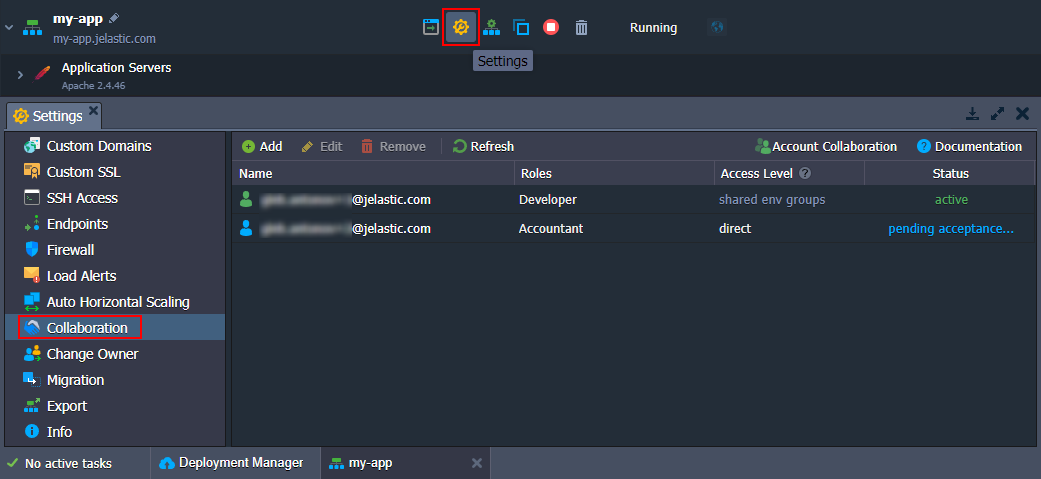 my-app
my-app.jelastic.com
Running
Settings
Application Servers
Apache 2.4.46
Settings
Custom Domains
Custom SSL
SSH Access
Endpoints
Firewall
Load Alerts
Auto Horizontal Scaling
Collaboration
Change Owner
Migration
Export
Info
Add Edit Remove Refresh Account Collaboration Documentation
Name Roles Access Level Status
@jelastic.com Developer shared env groups active
@jelastic.com Accountant direct pending acceptance...
No active tasks Deployment Manager my-app